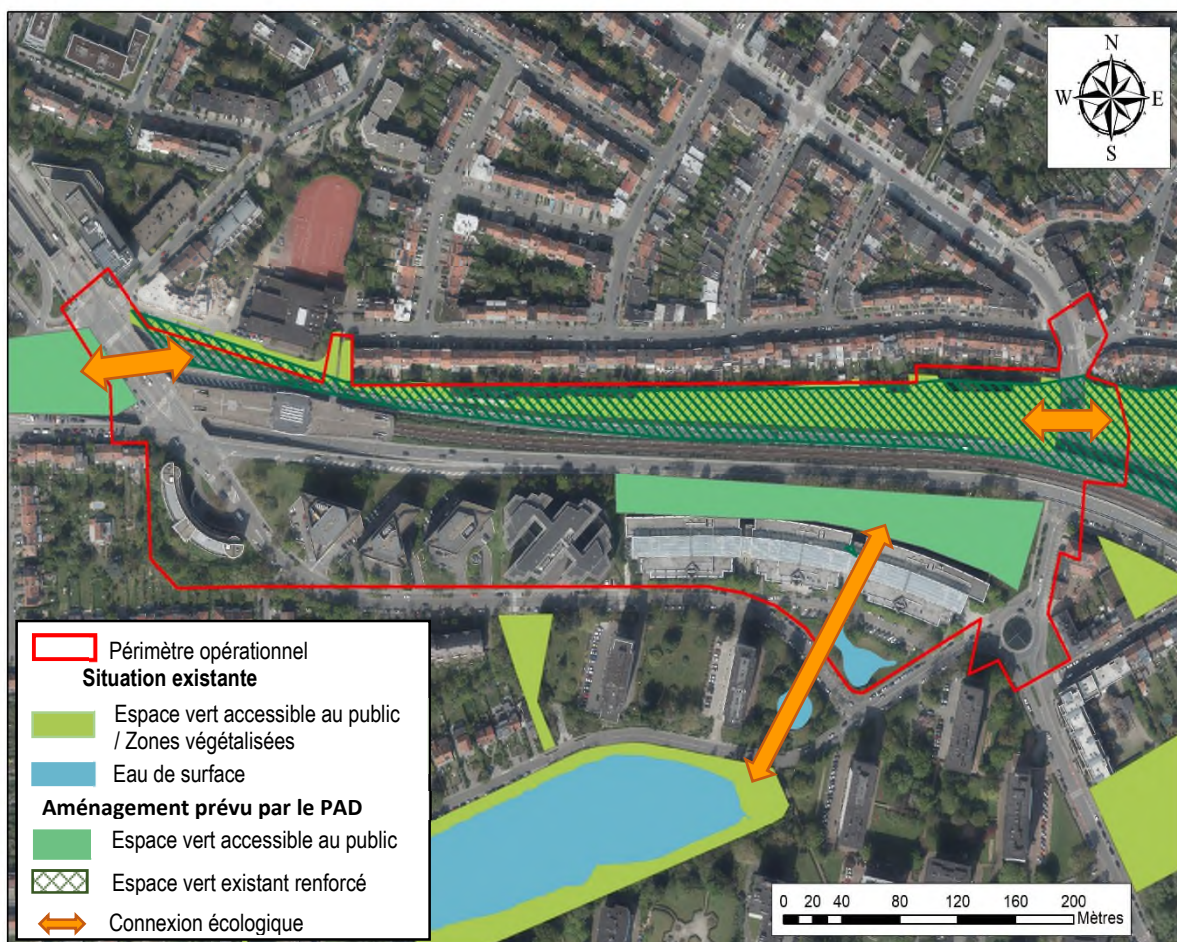 N
W E
S
Périmètre opérationnel
Situation existante
Espace vert accessible au public
/ Zones végétalisées
Eau de surface
Aménagement prévu par le PAD
Espace vert accessible au public
Espace vert existant renforcé
Connexion écologique
0 20 40 80 120 160 200
Mètres